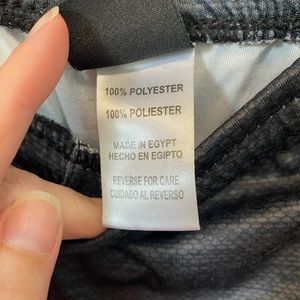 100% POLYESTER
100% POLIESTER
MADE IN EGYPT
HECHO EN EGIPTO
REVERSE FOR CARE
CUIDADO AL REVERSO